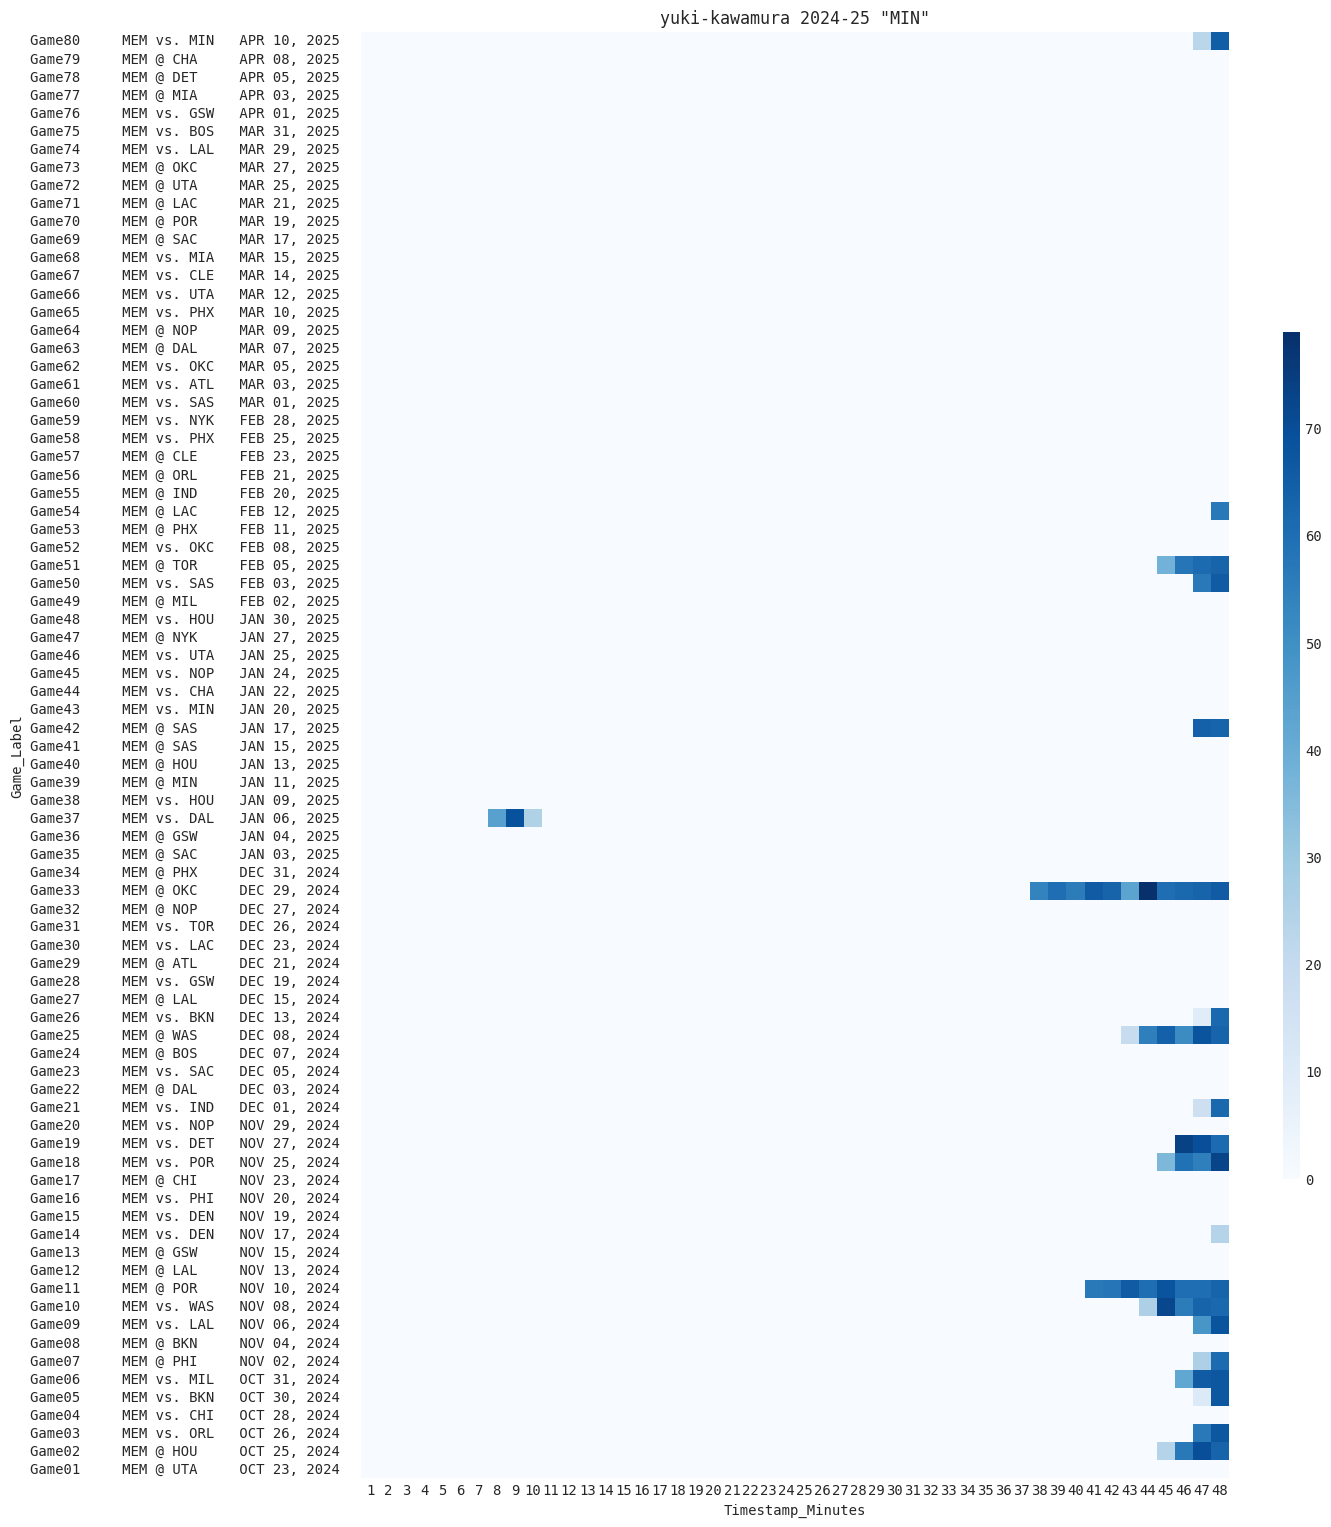 yuki-kawamura 2024-25 "MIN"
Game80 MEM vs. MIN APR 10, 2025
Game79 MEM @ CHA APR 08, 2025
Game78 MEM @ DET APR 05, 2025
Game77 MEM @ MIA APR 03, 2025
Game76 MEM vs. GSW APR 01, 2025
Game75 MEM vs. BOS MAR 31, 2025
Game74 MEM vs. LAL MAR 29, 2025
Game73 MEM @ OKC MAR 27, 2025
Game72 MEM @ UTA MAR 25, 2025
Game71 MEM @ LAC MAR 21, 2025
Game70 MEM @ POR MAR 19, 2025
Game69 MEM @ SAC MAR 17, 2025
Game68 MEM vs. MIA MAR 15, 2025
Game67 MEM vs. CLE MAR 14, 2025
Game66 MEM vs. UTA MAR 12, 2025
Game65 MEM vs. PHX MAR 10, 2025
Game64 MEM @ NOP MAR 09, 2025
Game63 MEM @ DAL MAR 07, 2025
Game62 MEM vs. OKC MAR 05, 2025
Game61 MEM vs. ATL MAR 03, 2025
Game60 MEM vs. SAS MAR 01, 2025
Game59 MEM vs. NYK FEB 28, 2025
Game58 MEM vs. PHX FEB 25, 2025
Game57 MEM @ CLE FEB 23, 2025
Game56 MEM @ ORL FEB 21, 2025
Game55 MEM @ IND FEB 20, 2025
Game54 MEM @ LAC FEB 12, 2025
Game53 MEM @ PHX FEB 11, 2025
Game52 MEM vs. OKC FEB 08, 2025
Game51 MEM @ TOR FEB 05, 2025
Game50 MEM vs. SAS FEB 03, 2025
Game49 MEM @ MIL FEB 02, 2025
Game48 MEM vs. HOU JAN 30, 2025
Game47 MEM @ NYK JAN 27, 2025
Game46 MEM vs. UTA JAN 25, 2025
Game45 MEM vs. NOP JAN 24, 2025
Game44 MEM vs. CHA JAN 22, 2025
Game43 MEM vs. MIN JAN 20, 2025
Game42 MEM @ SAS JAN 17, 2025
Game41 MEM @ SAS JAN 15, 2025
Game40 MEM @ HOU JAN 13, 2025
Game39 MEM @ MIN JAN 11, 2025
Game38 MEM vs. HOU JAN 09, 2025
Game37 MEM vs. DAL JAN 06, 2025
Game36 MEM @ GSW JAN 04, 2025
Game35 MEM @ SAC JAN 03, 2025
Game34 MEM @ PHX DEC 31, 2024
Game33 MEM @ OKC DEC 29, 2024
Game32 MEM @ NOP DEC 27, 2024
Game31 MEM vs. TOR DEC 26, 2024
Game30 MEM vs. LAC DEC 23, 2024
Game29 MEM @ ATL DEC 21, 2024
Game28 MEM vs. GSW DEC 19, 2024
Game27 MEM @ LAL DEC 15, 2024
Game26 MEM vs. BKN DEC 13, 2024
Game25 MEM @ WAS DEC 08, 2024
Game24 MEM @ BOS DEC 07, 2024
Game23 MEM vs. SAC DEC 05, 2024
Game22 MEM @ DAL DEC 03, 2024
Game21 MEM vs. IND DEC 01, 2024
Game20 MEM vs. NOP NOV 29, 2024
Game19 MEM vs. DET NOV 27, 2024
Game18 MEM vs. POR NOV 25, 2024
Game17 MEM @ CHI NOV 23, 2024
Game16 MEM vs. PHI NOV 20, 2024
Game15 MEM vs. DEN NOV 19, 2024
Game14 MEM vs. DEN NOV 17, 2024
Game13 MEM @ GSW NOV 15, 2024
Game12 MEM @ LAL NOV 13, 2024
Game11 MEM @ POR NOV 10, 2024
Game10 MEM vs. WAS NOV 08, 2024
Game09 MEM vs. LAL NOV 06, 2024
Game08 MEM @ BKN NOV 04, 2024
Game07 MEM @ PHI NOV 02, 2024
Game06 MEM vs. MIL OCT 31, 2024
Game05 MEM vs. BKN OCT 30, 2024
Game04 MEM vs. CHI OCT 28, 2024
Game03 MEM vs. ORL OCT 26, 2024
Game02 MEM @ HOU OCT 25, 2024
Game01 MEM @ UTA OCT 23, 2024
Game_Label
1 2 3 4 5 6 7 8 9 10 11 12 13 14 15 16 17 18 19 20 21 22 23 24 25 26 27 28 29 30 31 32 33 34 35 36 37 38 39 40 41 42 43 44 45 46 47 48
Timestamp_Minutes
70
60
50
40
30
20
10
0